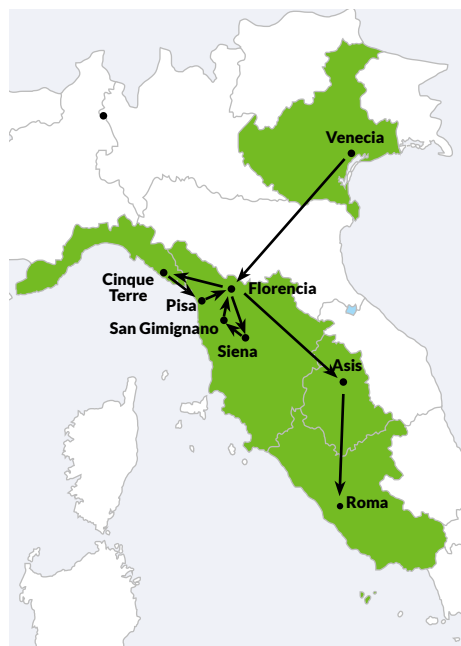 Venecia
Cinque
Terre
Florencia
Pisa
San Gimignano
Siena
Asis
Roma